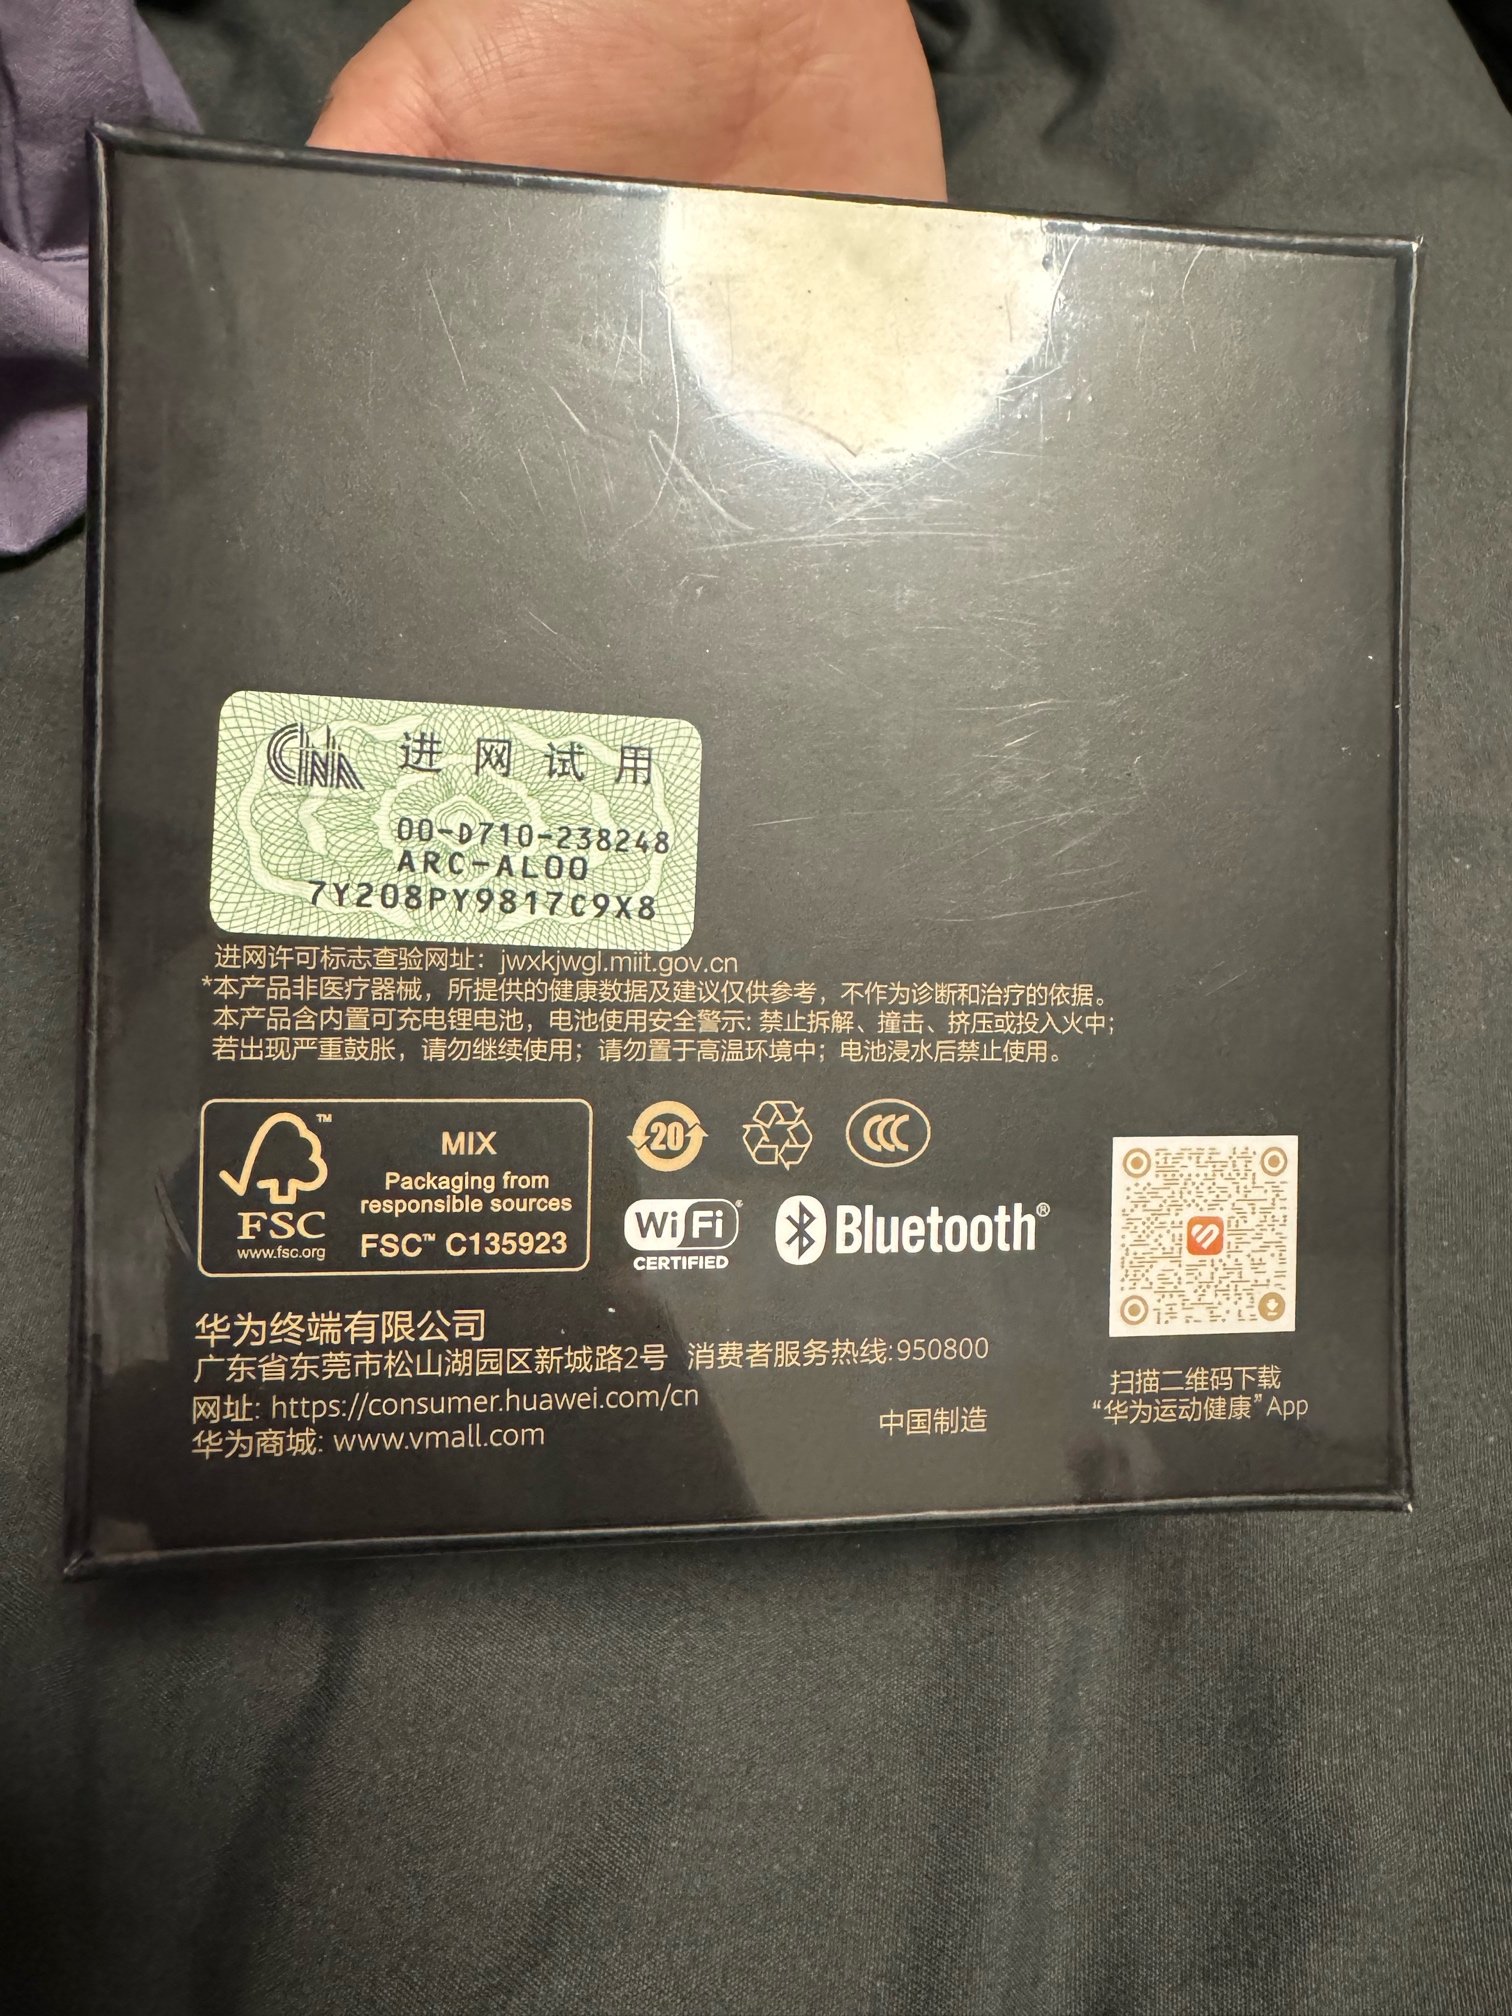 CNA 进网试用
00-D710-238248
ARC-AL00
7Y208PY9817C9X8
进网许可标志查验网址：jwxkjwgl.miit.gov.cn
*本产品非医疗器械，所提供的健康数据及建议仅供参考，不作为诊断和治疗的依据。
本产品含内置可充电锂电池，电池使用安全警示: 禁止拆解、撞击、挤压或投入火中；
若出现严重鼓胀，请勿继续使用；请勿置于高温环境中；电池浸水后禁止使用。
FSC™
www.fsc.org
MIX
Packaging from
responsible sources
FSC™ C135923
20
CCC
Wi Fi®
CERTIFIED
Bluetooth®
华为终端有限公司
广东省东莞市松山湖园区新城路2号 消费者服务热线:950800
网址: https://consumer.huawei.com/cn
华为商城: www.vmall.com
中国制造
扫描二维码下载
“华为运动健康”App